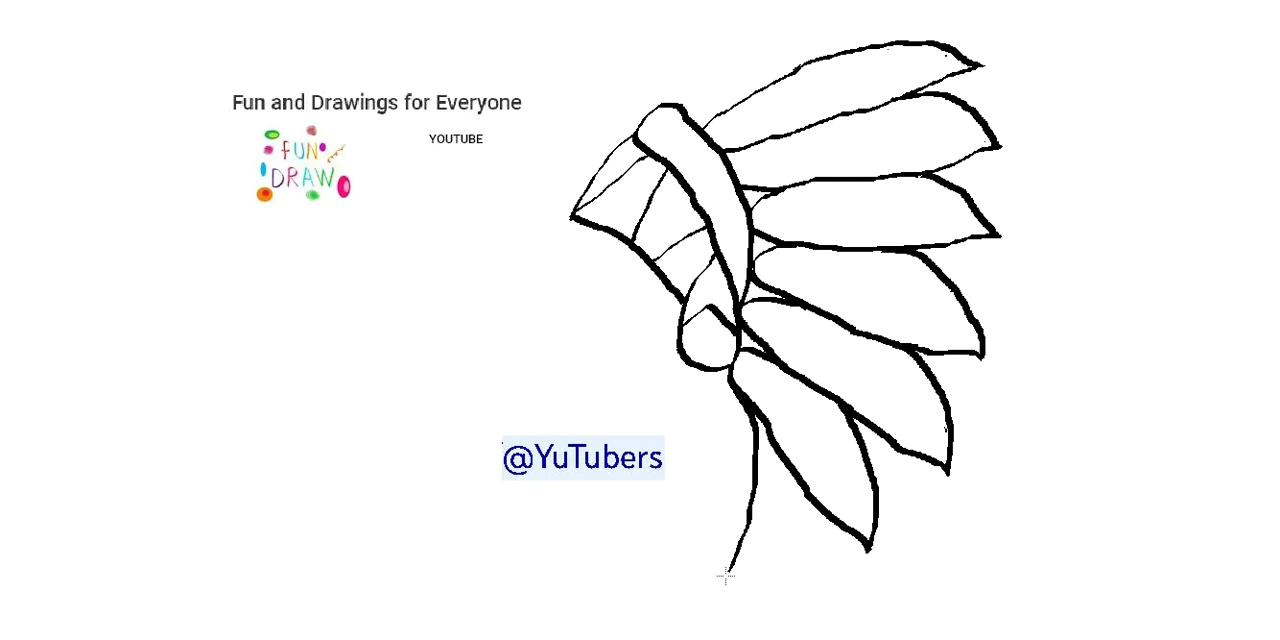 Fun and Drawings for Everyone
YOUTUBE
FUN
DRAW
@YuTubers